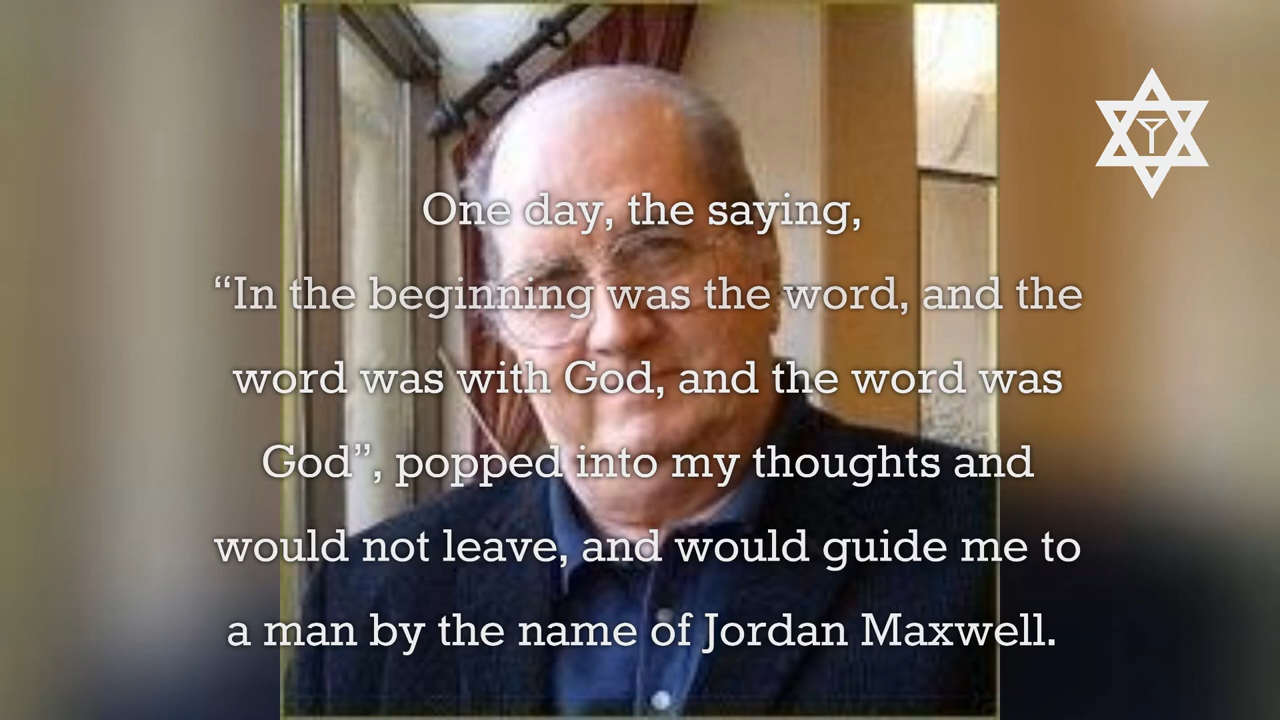 One day, the saying,
“In the beginning was the word, and the
word was with God, and the word was
God”, popped into my thoughts and
would not leave, and would guide me to
a man by the name of Jordan Maxwell.